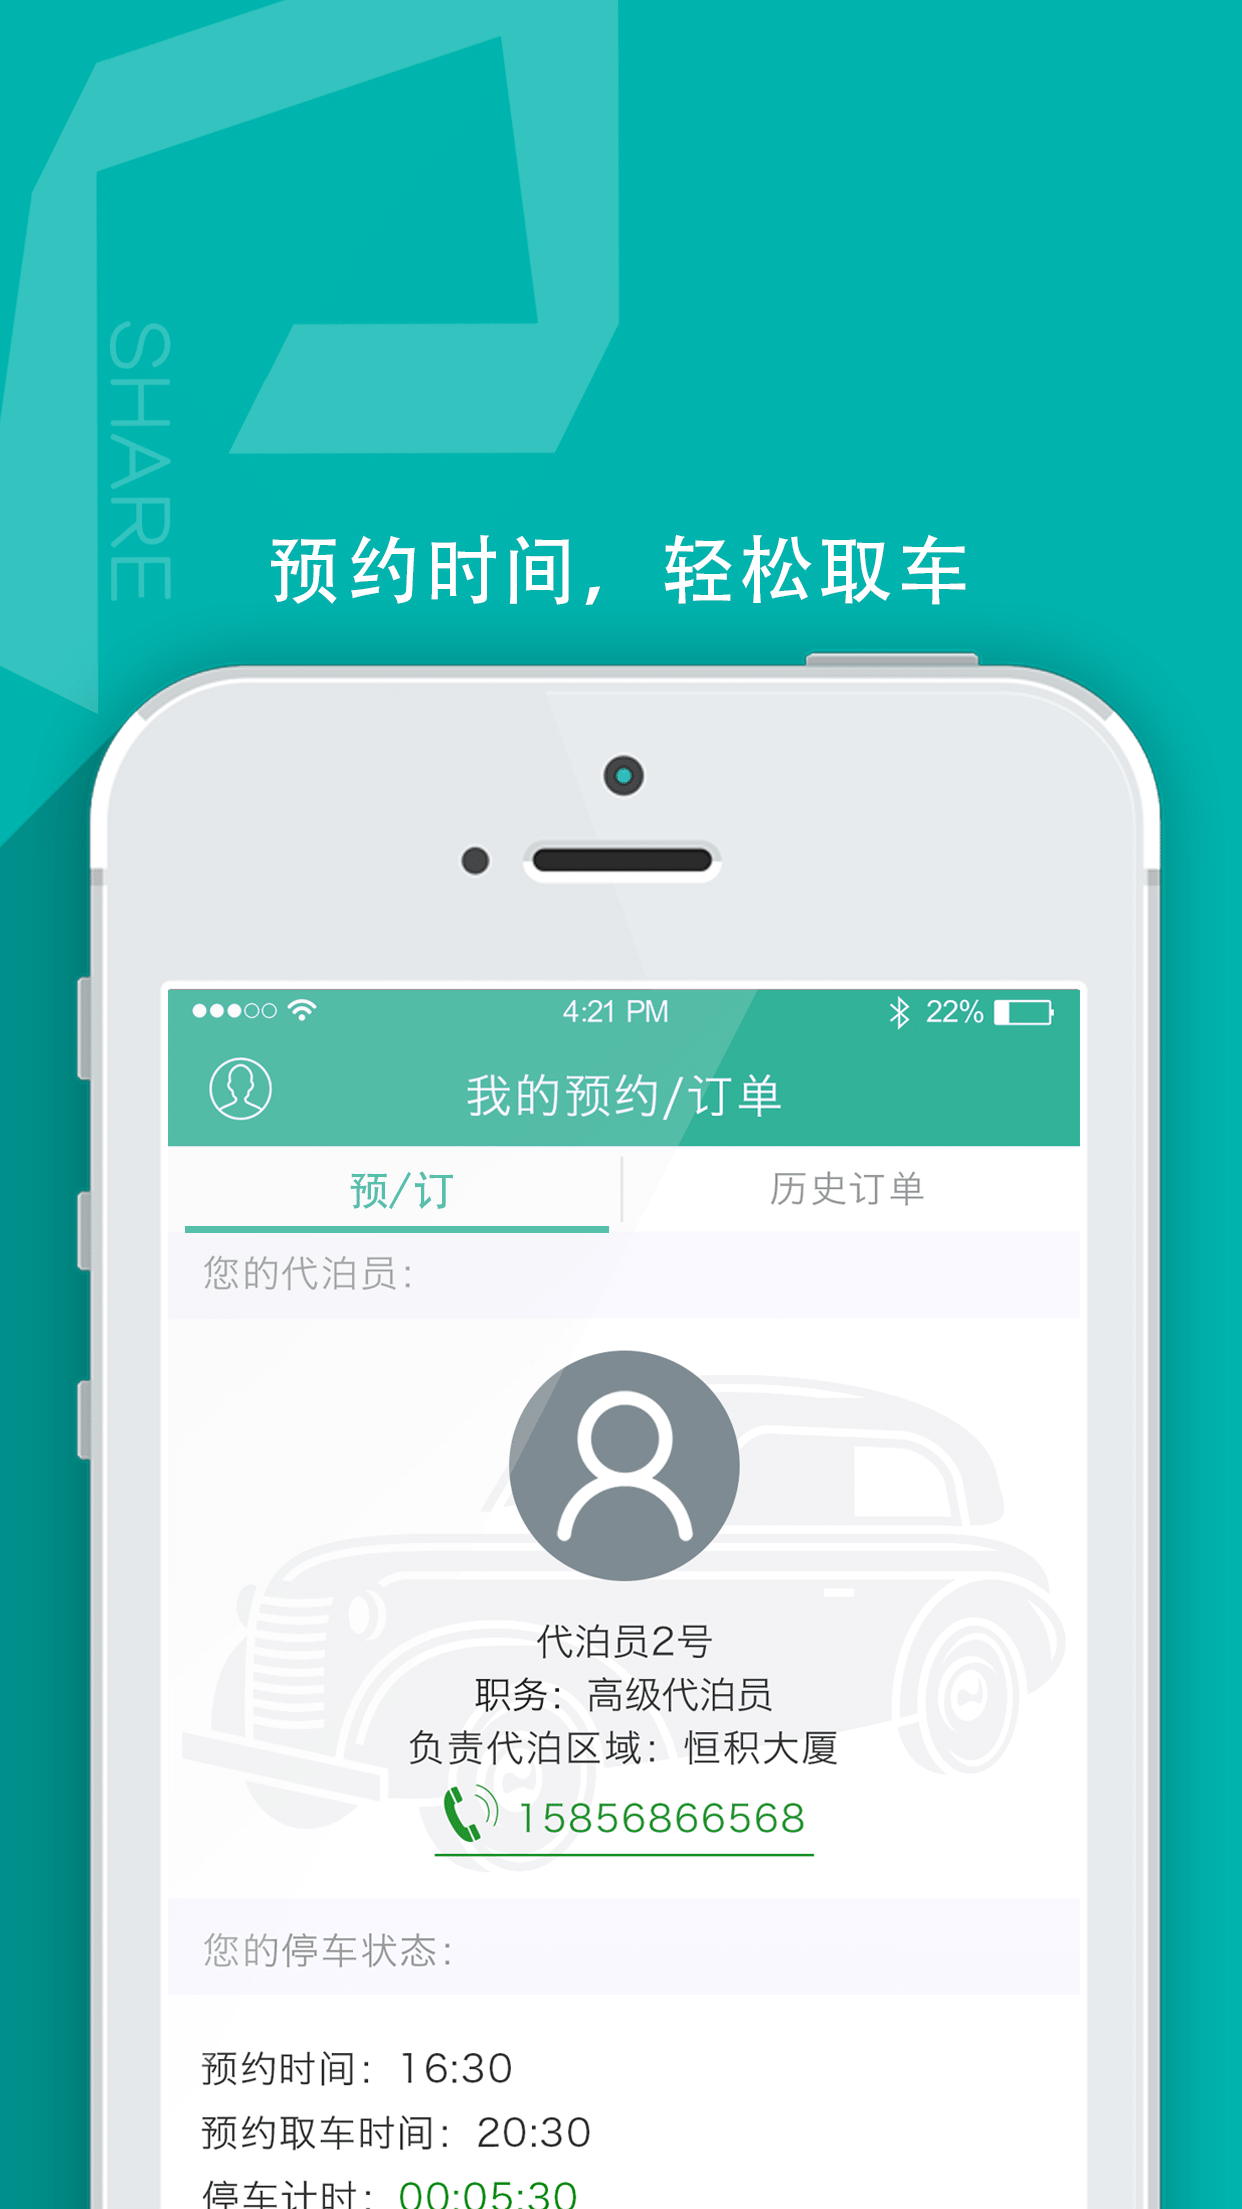 SHARE
预约时间，轻松取车
4:21 PM
22%
我的预约/订单
预/订
历史订单
您的代泊员：
代泊员2号
职务：高级代泊员
负责代泊区域：恒积大厦
15856866568
您的停车状态：
预约时间：16:30
预约取车时间：20:30
停车计时：00:05:30